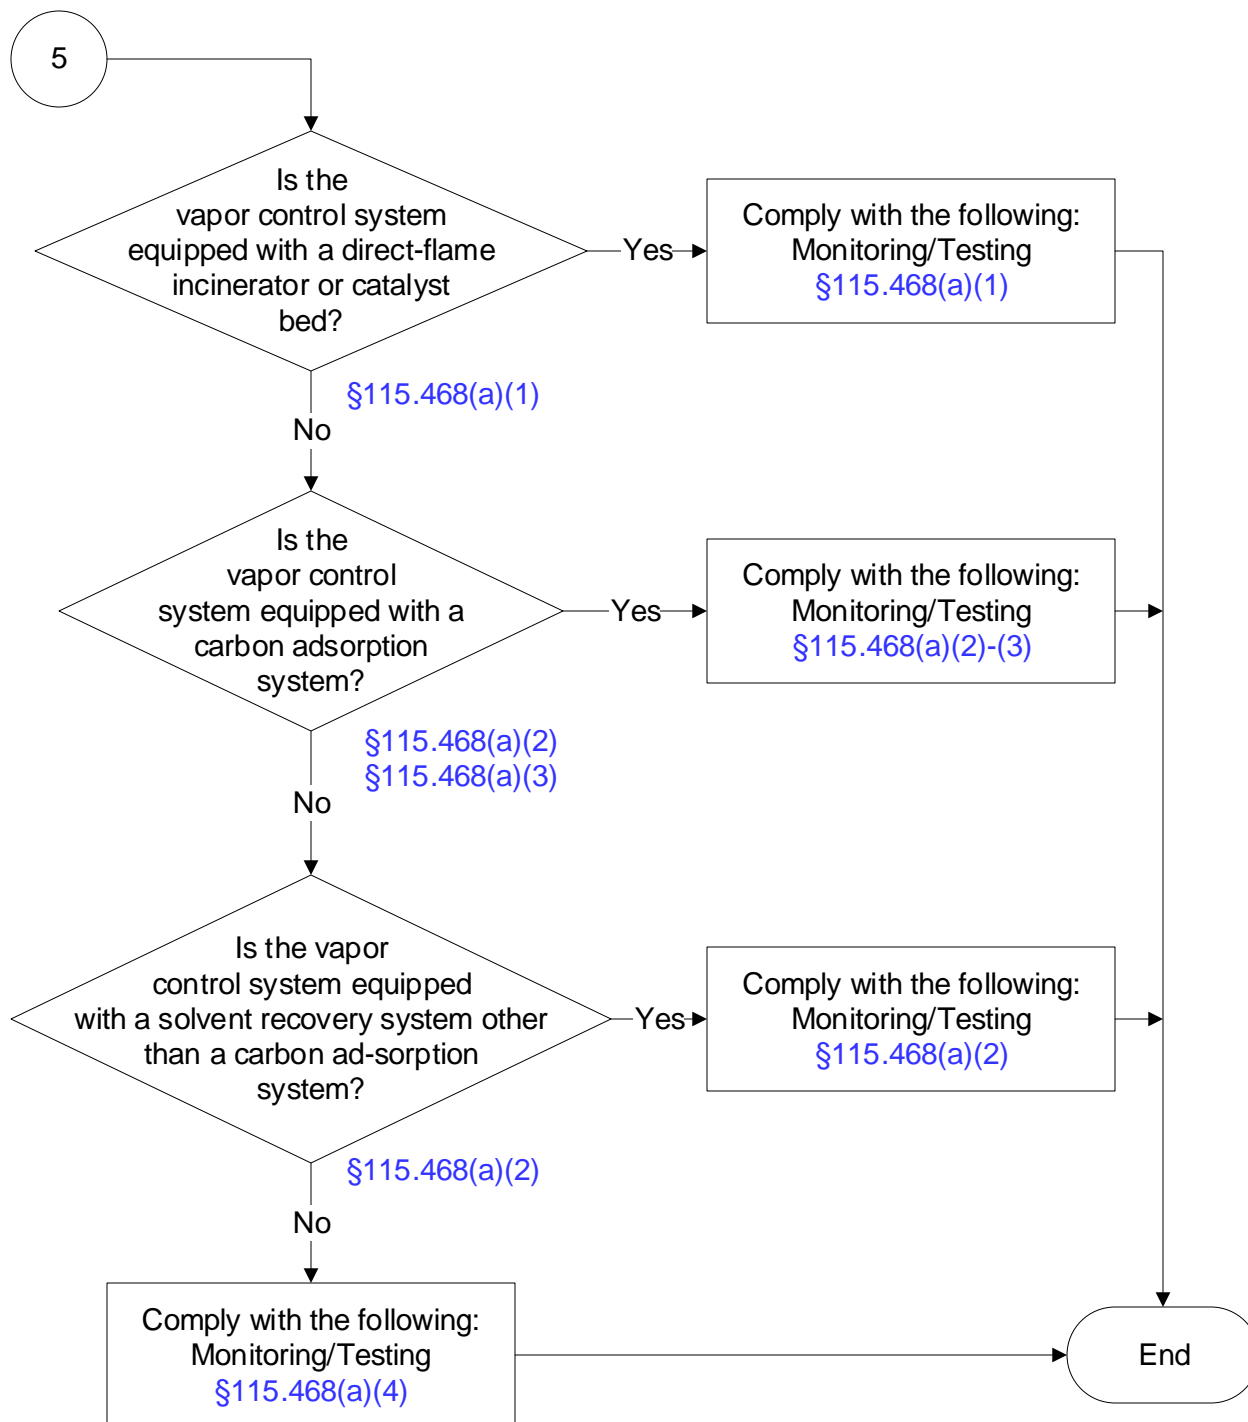 5
Is the
vapor control system
equipped with a direct-flame
incinerator or catalyst
bed?
Yes
Comply with the following:
Monitoring/Testing
§115.468(a)(1)
§115.468(a)(1)
No
Is the
vapor control
system equipped with a
carbon adsorption
system?
Yes
Comply with the following:
Monitoring/Testing
§115.468(a)(2)-(3)
§115.468(a)(2)
§115.468(a)(3)
No
Is the vapor
control system equipped
with a solvent recovery system other
than a carbon ad-sorption
system?
Yes
Comply with the following:
Monitoring/Testing
§115.468(a)(2)
§115.468(a)(2)
No
Comply with the following:
Monitoring/Testing
§115.468(a)(4)
End